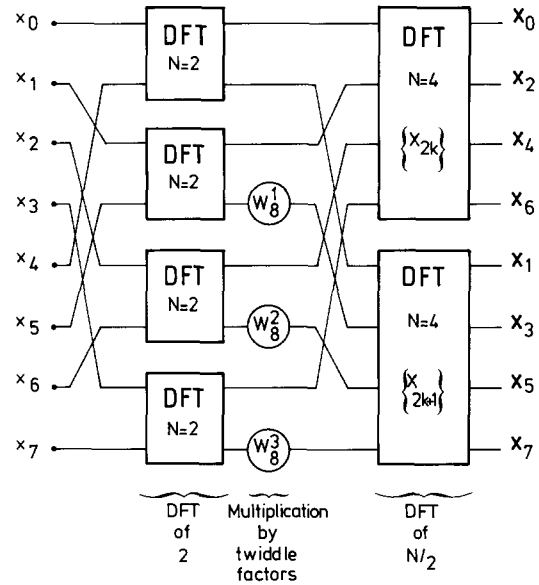 x0 DFT DFT X0
N=2
x1 N=4 X2
DFT
x2 N=2 {X2k} X4
x3 W8^1 X6
x4 DFT DFT X1
N=2
x5 N=4 X3
W8^2
x6 DFT {X2k+1} X5
N=2
x7 W8^3 X7
DFT of 2
Multiplication by twiddle factors
DFT of N/2